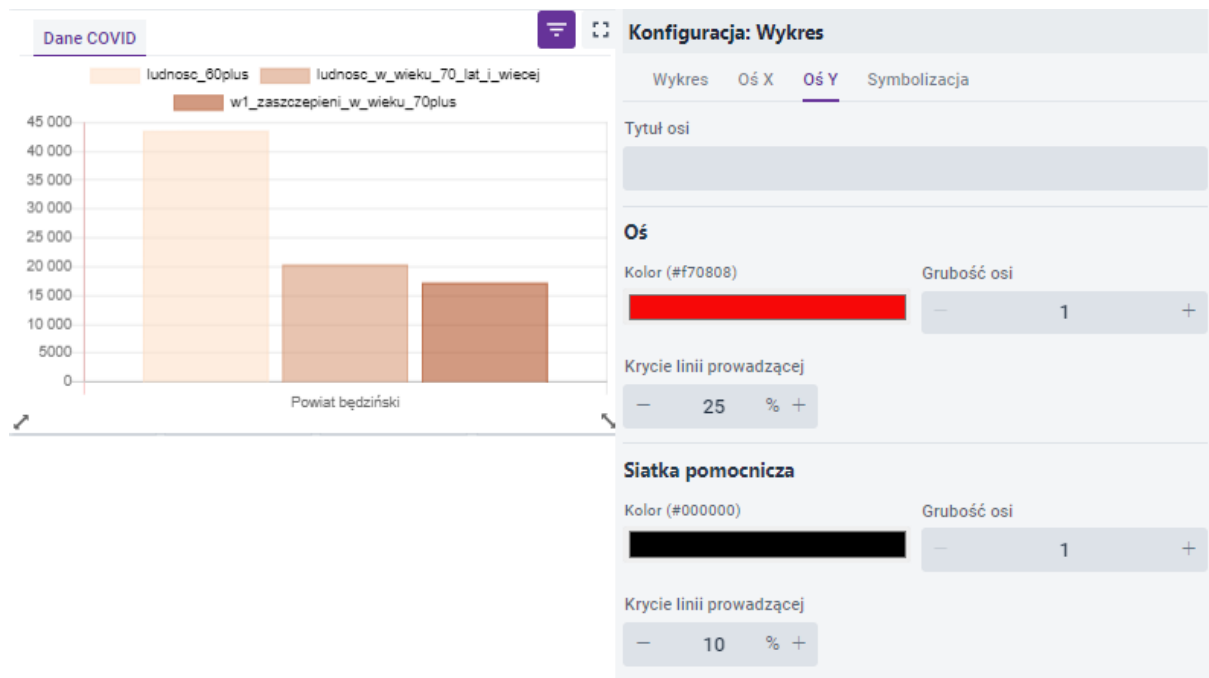 Dane COVID
ludnosc_60plus ludnosc_w_wieku_70_lat_i_wiecej
w1_zaszczepieni_w_wieku_70plus
45 000
40 000
35 000
30 000
25 000
20 000
15 000
10 000
5000
0
Powiat będziński
Konfiguracja: Wykres
Wykres Oś X Oś Y Symbolizacja
Tytuł osi
Oś
Kolor (#f70808) Grubość osi
− 1 +
Krycie linii prowadzącej
− 25 % +
Siatka pomocnicza
Kolor (#000000) Grubość osi
− 1 +
Krycie linii prowadzącej
− 10 % +